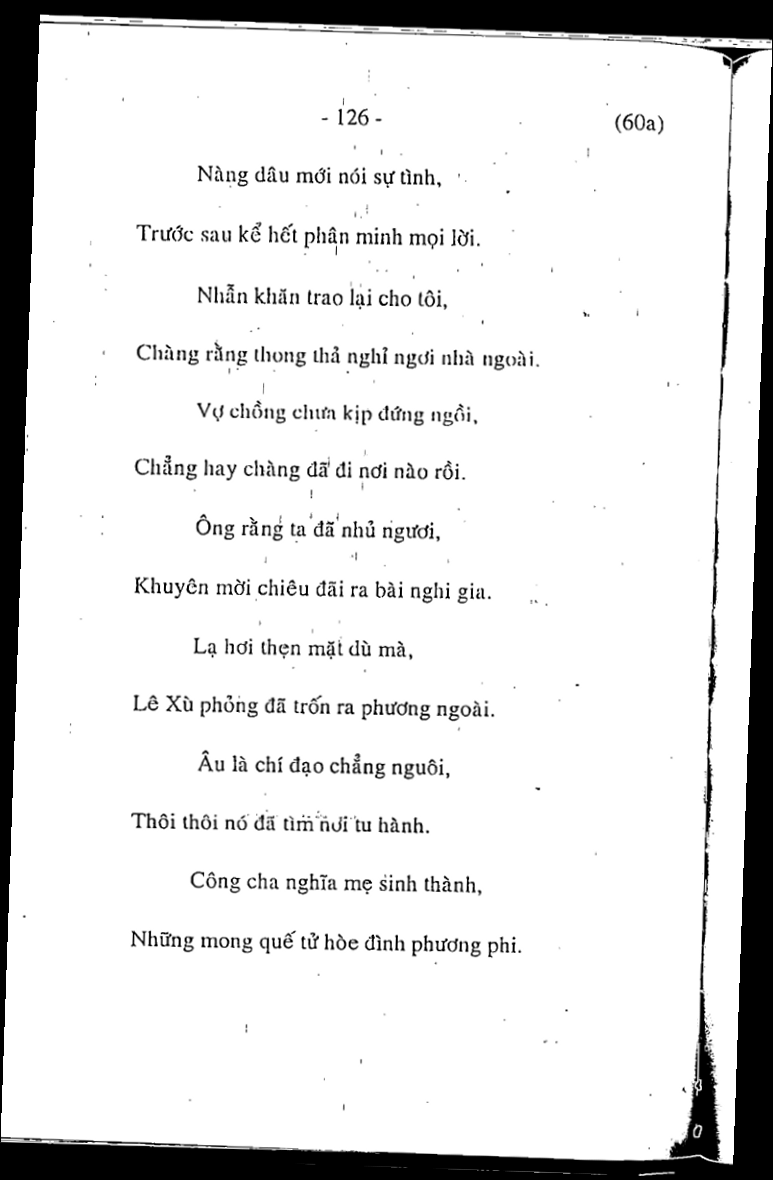 - 126 -
(60a)
Nàng dâu mới nói sự tình,
Trước sau kể hết phân minh mọi lời.
Nhẫn khăn trao lại cho tôi,
Chàng rằng thong thả nghỉ ngơi nhà ngoài.
Vợ chồng chưa kịp đứng ngồi,
Chẳng hay chàng đã đi nơi nào rồi.
Ông rằng ta đã nhủ ngươi,
Khuyên mời chiêu đãi ra bài nghi gia.
Lạ hơi thẹn mặt dù mà,
Lê Xù phỏng đã trốn ra phương ngoài.
Âu là chí đạo chẳng nguôi,
Thôi thôi nó đã tìm nơi tu hành.
Công cha nghĩa mẹ sinh thành,
Những mong quế tử hòe đình phương phi.